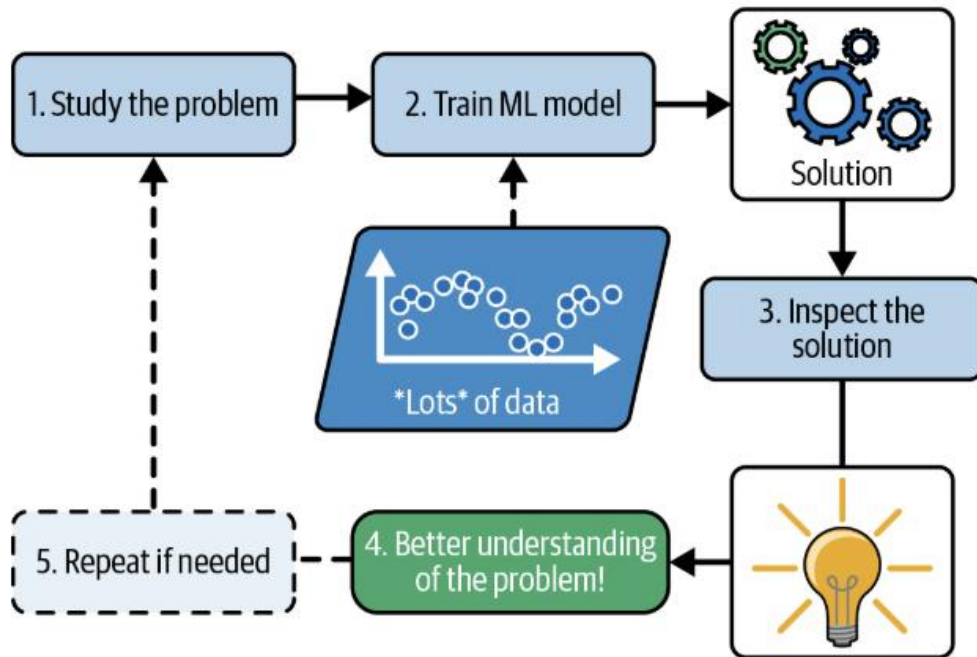 1. Study the problem
2. Train ML model
Solution
*Lots* of data
3. Inspect the
solution
4. Better understanding
of the problem!
5. Repeat if needed